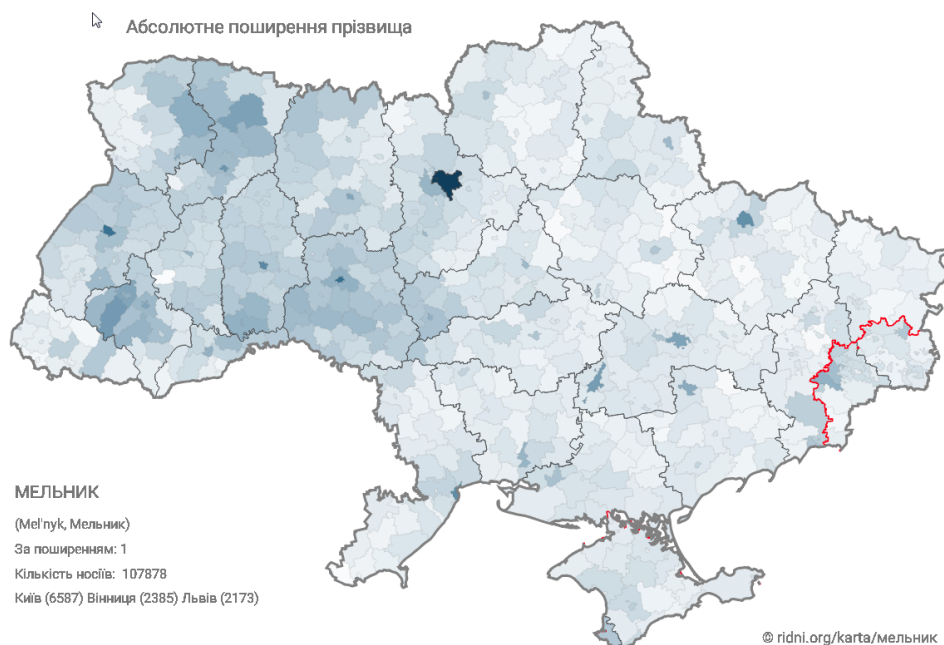 Абсолютне поширення прізвища
МЕЛЬНИК
(Mel'nyk, Мельник)
За поширенням: 1
Кількість носіїв: 107878
Київ (6587) Вінниця (2385) Львів (2173)
© ridni.org/karta/мельник